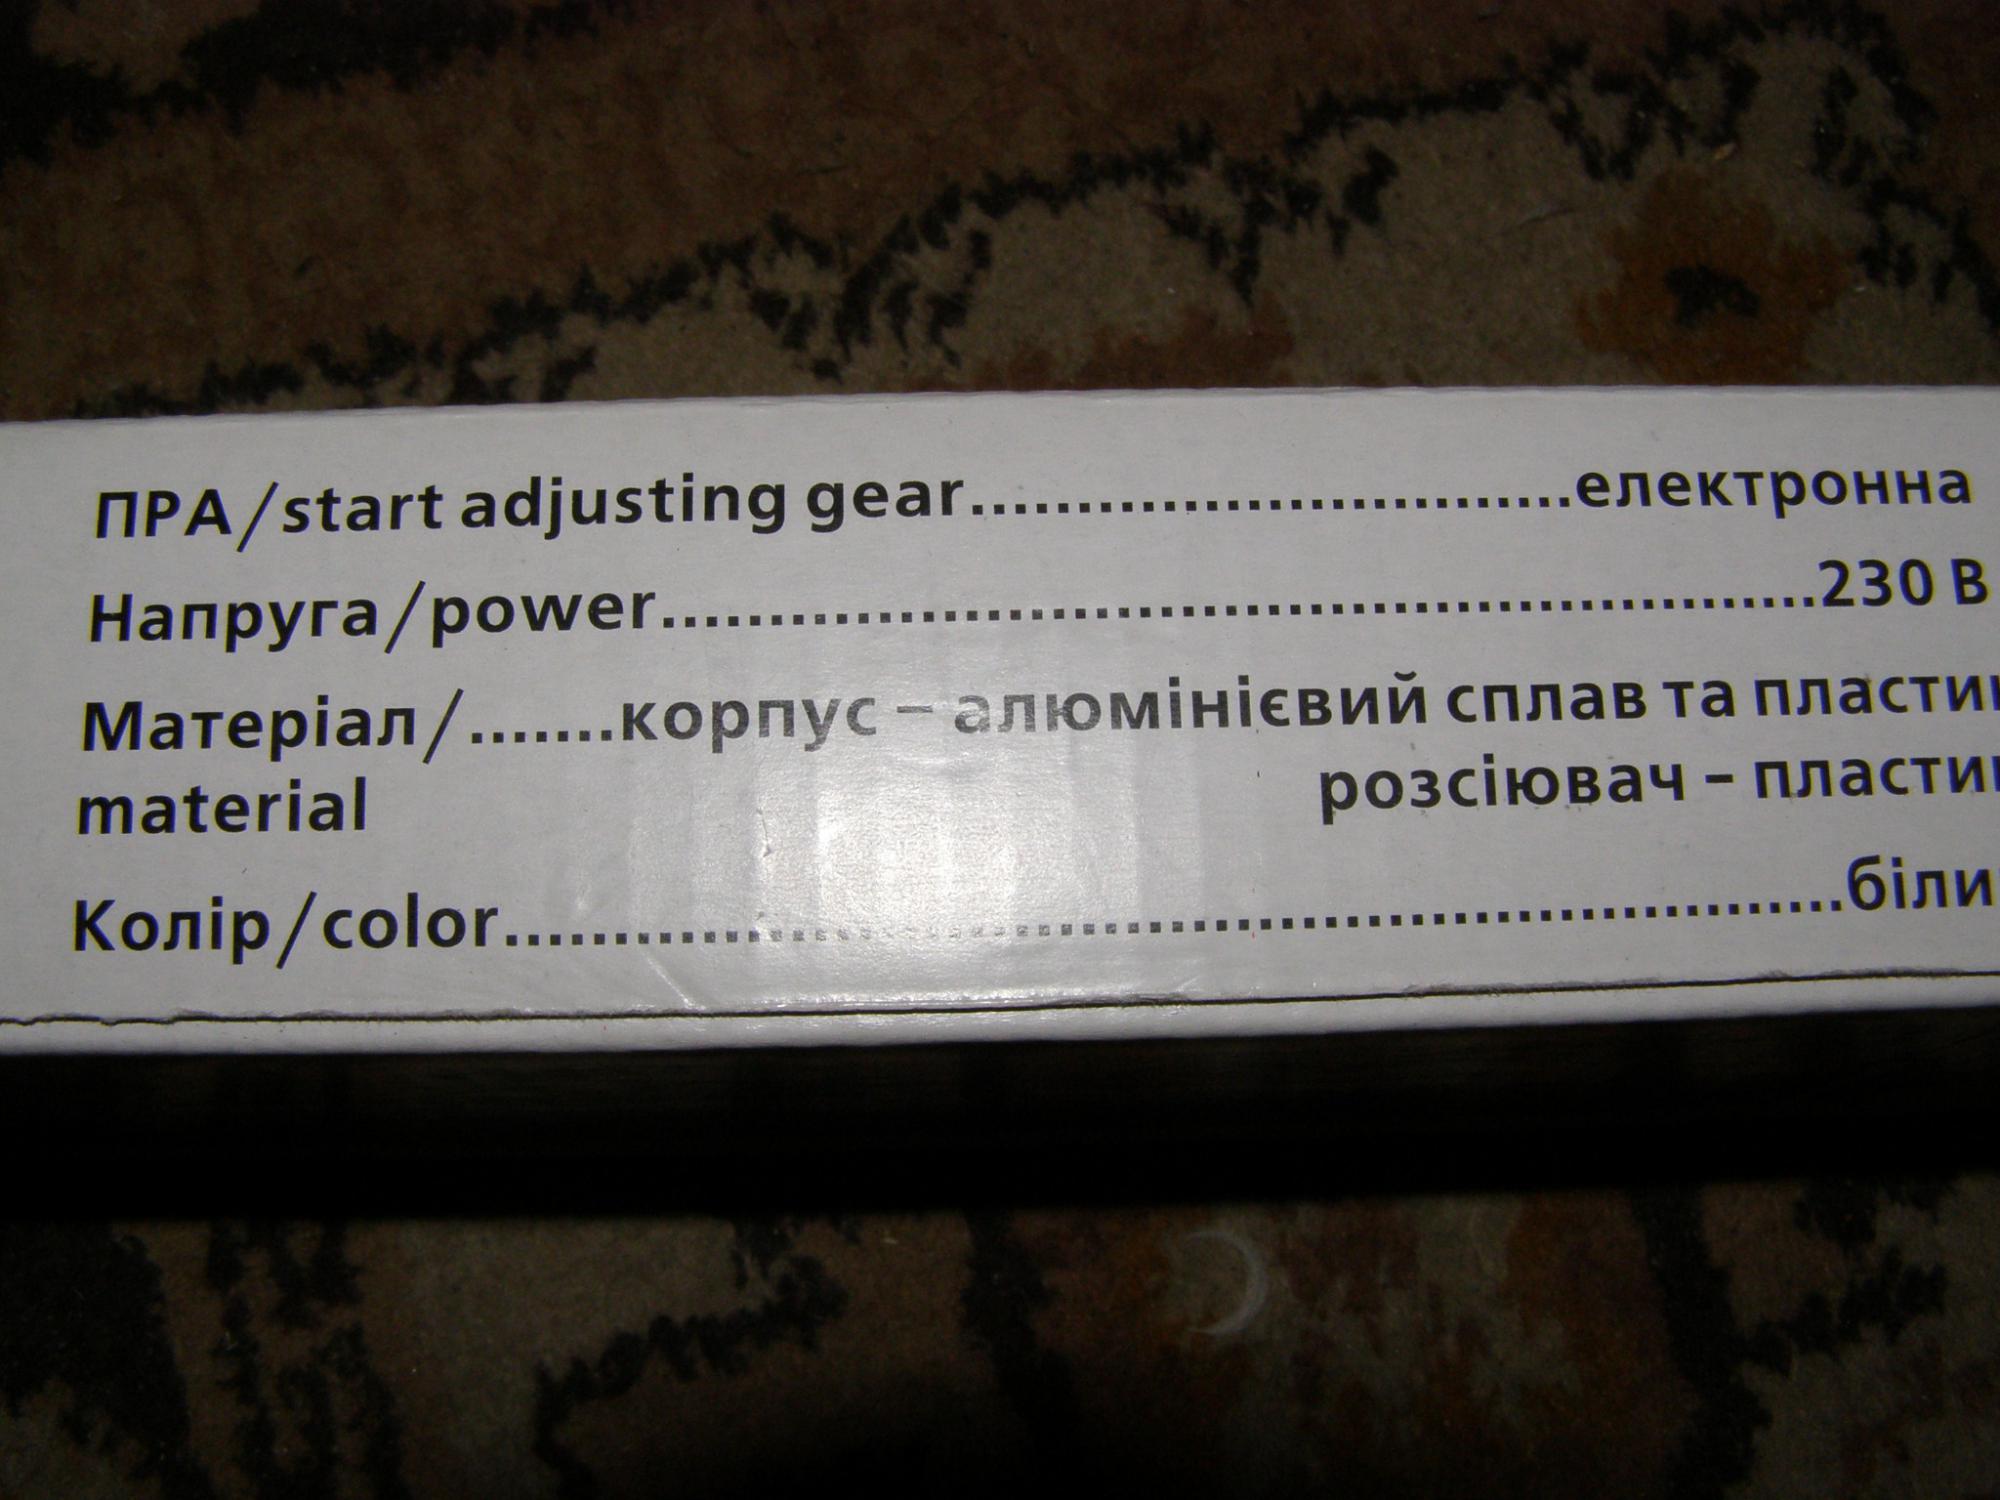 ПРА/start adjusting gear............................електронна
Напруга/power......................................................230 В
Матеріал/.......корпус – алюмінієвий сплав та пласти
material розсіювач – пласти
Колір/color..............................................................біли